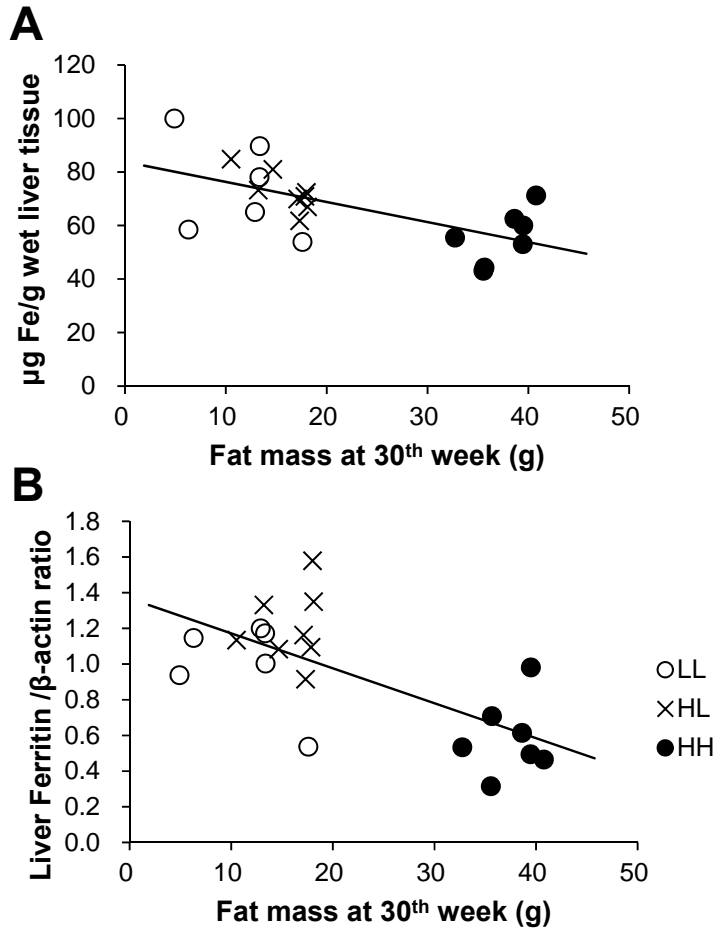 A
µg Fe/g wet liver tissue
120
100
80
60
40
20
0
0 10 20 30 40 50
Fat mass at 30th week (g)
B
Liver Ferritin /β-actin ratio
1.8
1.6
1.4
1.2
1.0
0.8
0.6
0.4
0.2
0.0
0 10 20 30 40 50
Fat mass at 30th week (g)
LL
HL
HH